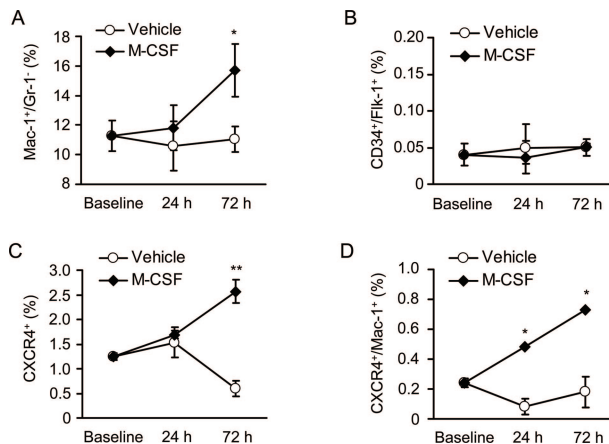 A
Vehicle
M-CSF
Mac-1⁺/Gr-1⁻ (%)
18
16
14
12
10
8
*
Baseline 24 h 72 h
B
Vehicle
M-CSF
CD34⁺/Flk-1⁺ (%)
0.20
0.15
0.10
0.05
0
Baseline 24 h 72 h
C
Vehicle
M-CSF
CXCR4⁺ (%)
3.0
2.5
2.0
1.5
1.0
0.5
0
**
Baseline 24 h 72 h
D
Vehicle
M-CSF
CXCR4⁺/Mac-1⁺ (%)
1.0
0.8
0.6
0.4
0.2
0
*
*
Baseline 24 h 72 h